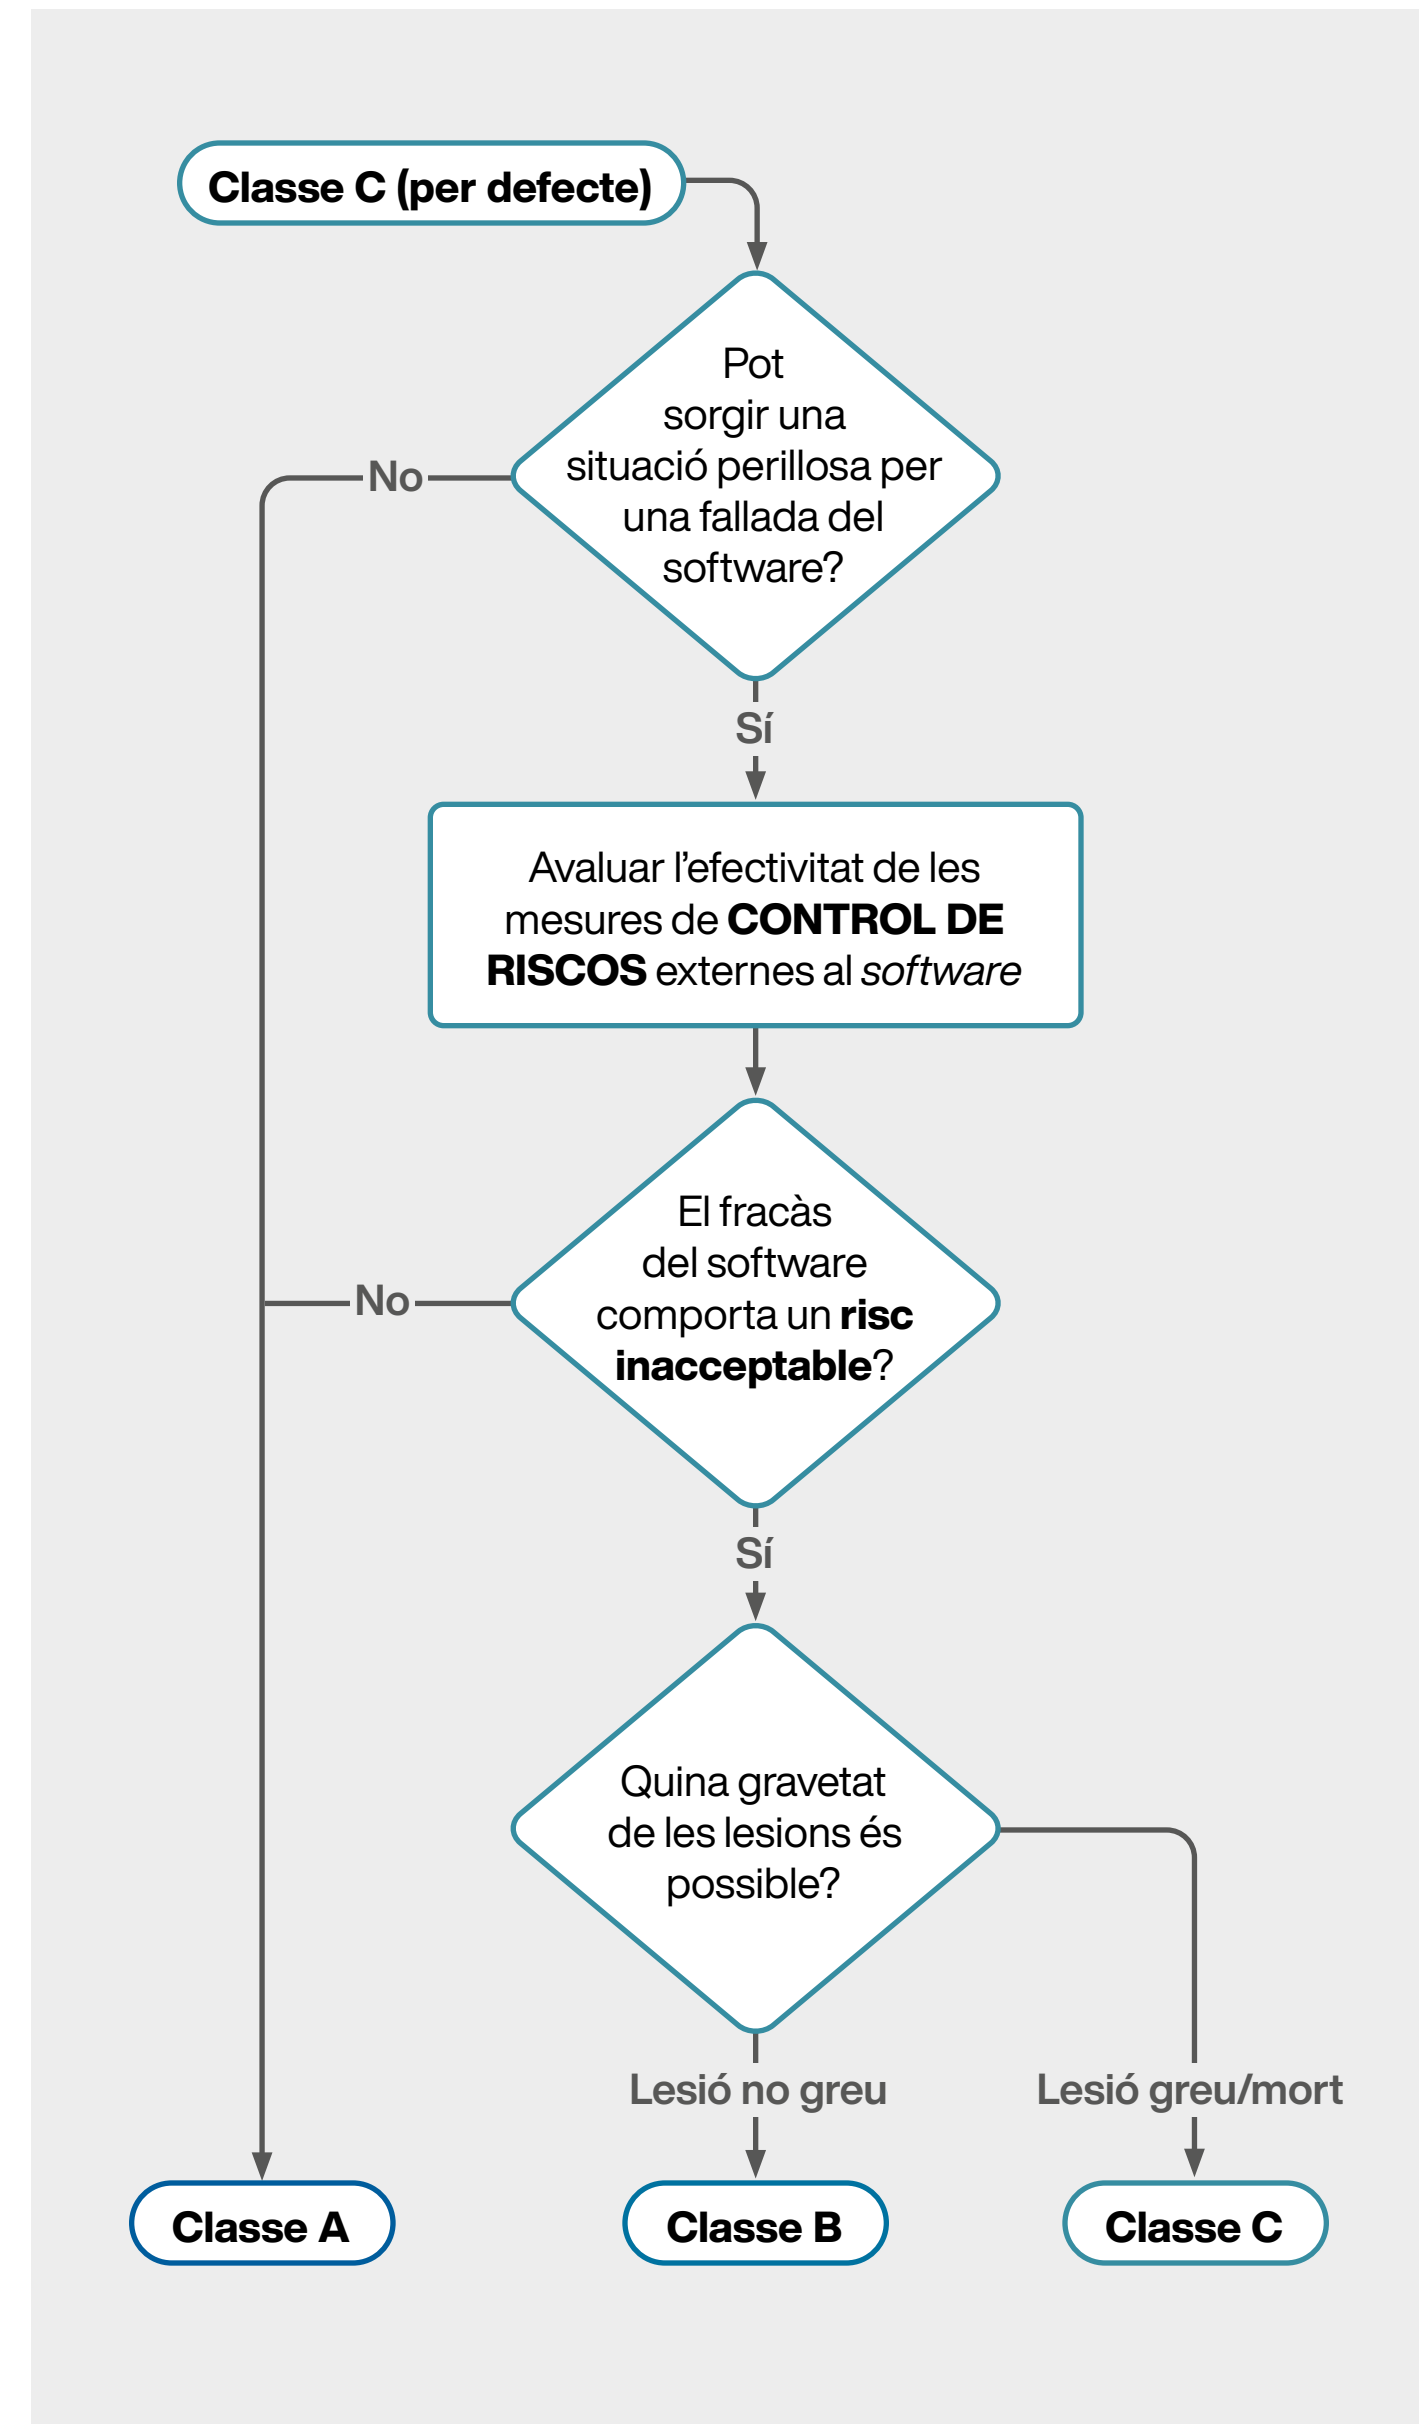 Classe C (per defecte)
Pot
sorgir una
situació perillosa per
una fallada del
software?
No
Sí
Avaluar l’efectivitat de les
mesures de CONTROL DE
RISCOS externes al software
El fracàs
del software
comporta un risc
inacceptable?
No
Sí
Quina gravetat
de les lesions és
possible?
Lesió no greu
Lesió greu/mort
Classe A
Classe B
Classe C